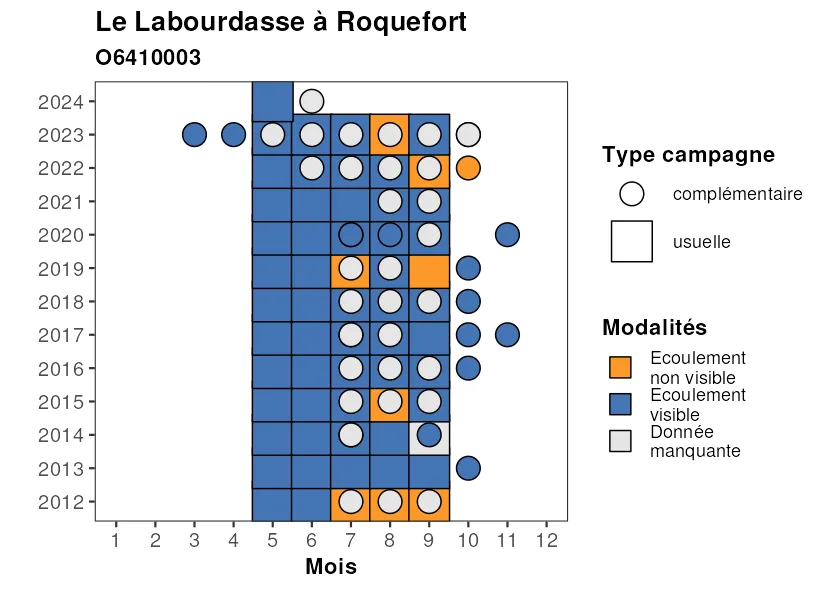 Le Labourdasse à Roquefort
O6410003
2024
2023
2022
2021
2020
2019
2018
2017
2016
2015
2014
2013
2012
1 2 3 4 5 6 7 8 9 10 11 12
Mois
Type campagne
complémentaire
usuelle
Modalités
Ecoulement
non visible
Ecoulement
visible
Donnée
manquante